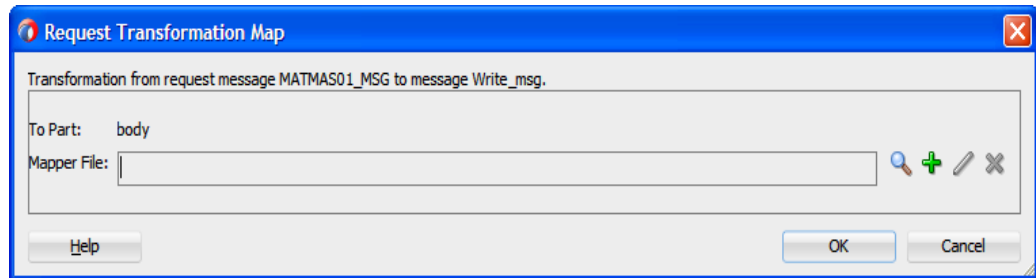 Request Transformation Map
Transformation from request message MATMAS01_MSG to message Write_msg.
To Part: body
Mapper File:
Help OK Cancel